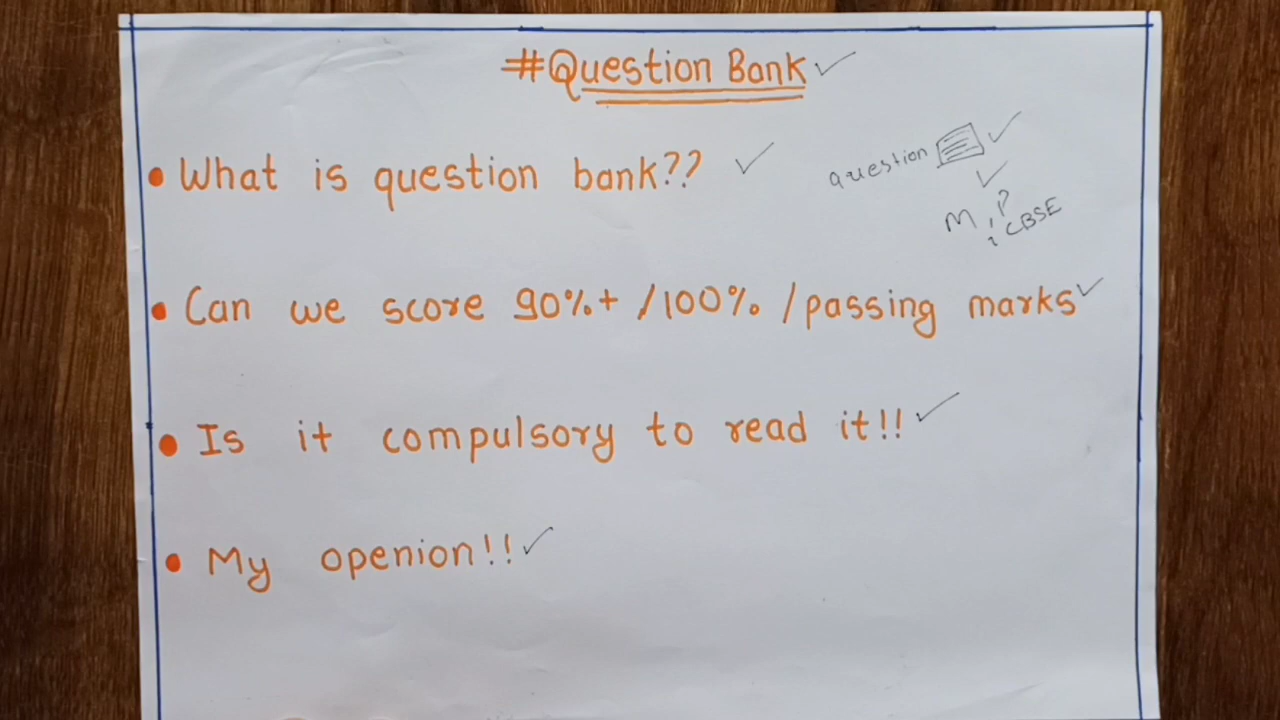 #Question Bank
• What is question bank??
question
M, P
CBSE
• Can we score 90%+ /100% /passing marks
• Is it compulsory to read it!!
• My openion!!